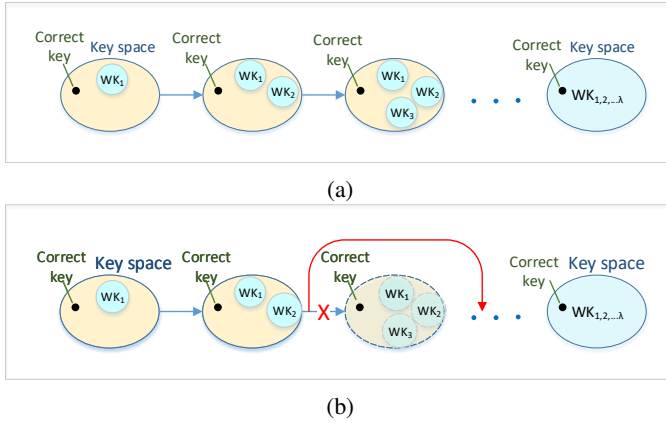 Correct key
Key space
WK₁
Correct key
WK₁
WK₂
Correct key
WK₁
WK₂
WK₃
. . .
Correct key
Key space
WK₁,₂,...λ
(a)
Correct key
Key space
WK₁
Correct key
WK₁
WK₂
X
Correct key
WK₁
WK₂
WK₃
. . .
Correct key
Key space
WK₁,₂,...λ
(b)